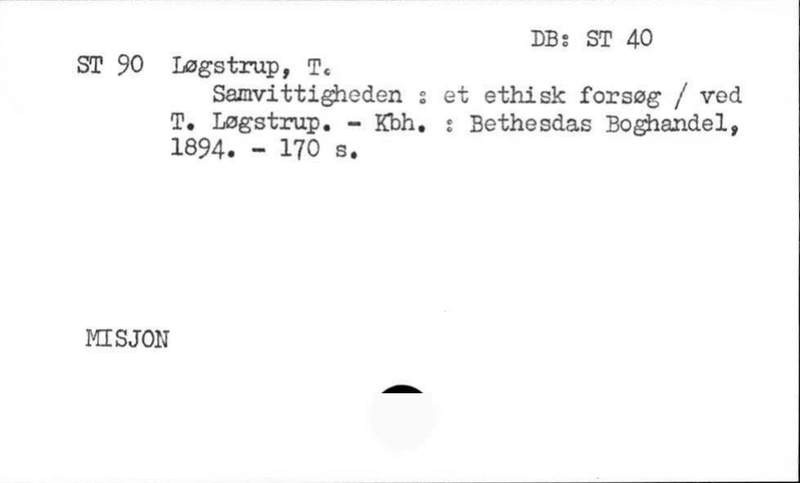 DB: ST 40
ST 90 Løgstrup, T.
Samvittigheden : et ethisk forsøg / ved
T. Løgstrup. - Kbh. : Bethesdas Boghandel,
1894. - 170 s.
MISJON